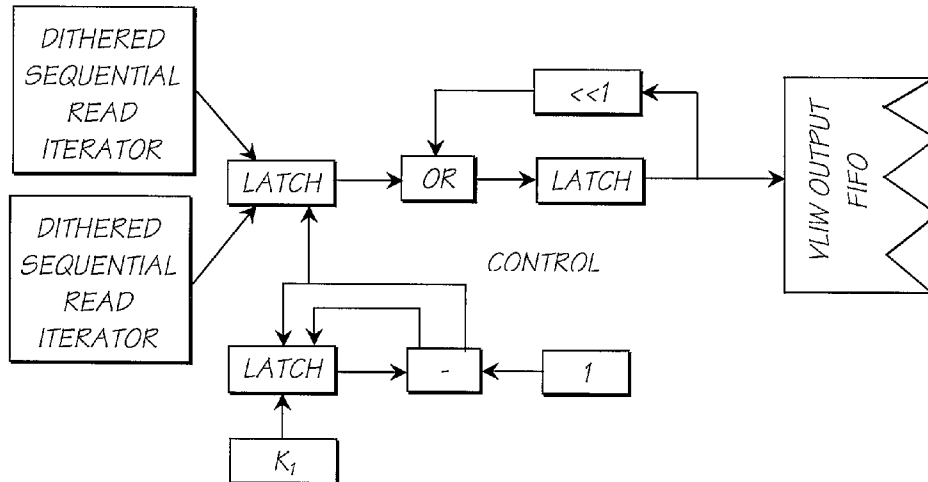 DITHERED
SEQUENTIAL
READ
ITERATOR
<<1
LATCH
OR
LATCH
VLIW OUTPUT
FIFO
DITHERED
SEQUENTIAL
READ
ITERATOR
CONTROL
LATCH
-
1
K₁